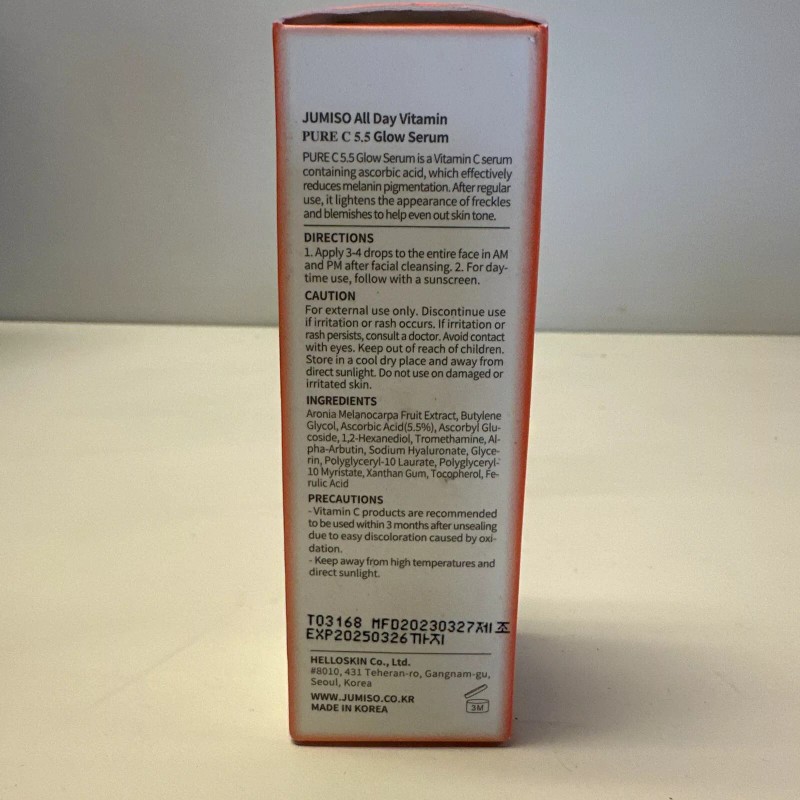 JUMISO All Day Vitamin
PURE C 5.5 Glow Serum
PURE C 5.5 Glow Serum is a Vitamin C serum
containing ascorbic acid, which effectively
reduces melanin pigmentation. After regular
use, it lightens the appearance of freckles
and blemishes to help even out skin tone.
DIRECTIONS
1. Apply 3-4 drops to the entire face in AM
and PM after facial cleansing. 2. For day-
time use, follow with a sunscreen.
CAUTION
For external use only. Discontinue use
if irritation or rash occurs. If irritation or
rash persists, consult a doctor. Avoid contact
with eyes. Keep out of reach of children.
Store in a cool dry place and away from
direct sunlight. Do not use on damaged or
irritated skin.
INGREDIENTS
Aronia Melanocarpa Fruit Extract, Butylene
Glycol, Ascorbic Acid(5.5%), Ascorbyl Glu-
coside, 1,2-Hexanediol, Tromethamine, Al-
pha-Arbutin, Sodium Hyaluronate, Glyce-
rin, Polyglyceryl-10 Laurate, Polyglyceryl-
10 Myristate, Xanthan Gum, Tocopherol, Fe-
rulic Acid
PRECAUTIONS
- Vitamin C products are recommended
to be used within 3 months after unsealing
due to easy discoloration caused by oxi-
dation.
- Keep away from high temperatures and
direct sunlight.
T03168 MFD20230327제조
EXP20250326까지
HELLOSKIN Co., Ltd.
#8010, 431 Teheran-ro, Gangnam-gu,
Seoul, Korea
WWW.JUMISO.CO.KR
MADE IN KOREA
3M